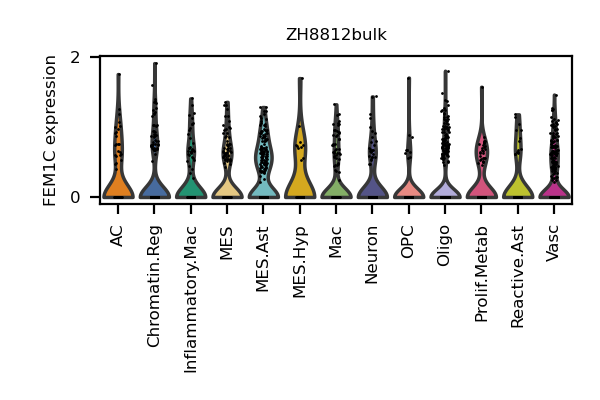 ZH8812bulk
FEM1C expression
2
0
AC
Chromatin.Reg
Inflammatory.Mac
MES
MES.Ast
MES.Hyp
Mac
Neuron
OPC
Oligo
Prolif.Metab
Reactive.Ast
Vasc